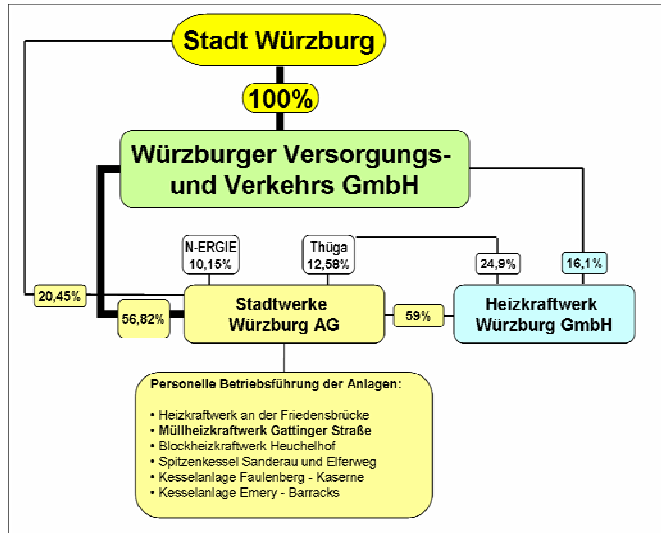 Stadt Würzburg
100%
Würzburger Versorgungs-
und Verkehrs GmbH
N-ERGIE
10,15%
Thüga
12,58%
24,9%
16,1%
20,45%
56,82%
Stadtwerke
Würzburg AG
59%
Heizkraftwerk
Würzburg GmbH
Personelle Betriebsführung der Anlagen:
• Heizkraftwerk an der Friedensbrücke
• Müllheizkraftwerk Gattinger Straße
• Blockheizkraftwerk Heuchelhof
• Spitzenkessel Sanderau und Elferweg
• Kesselanlage Faulenberg - Kaserne
• Kesselanlage Emery - Barracks